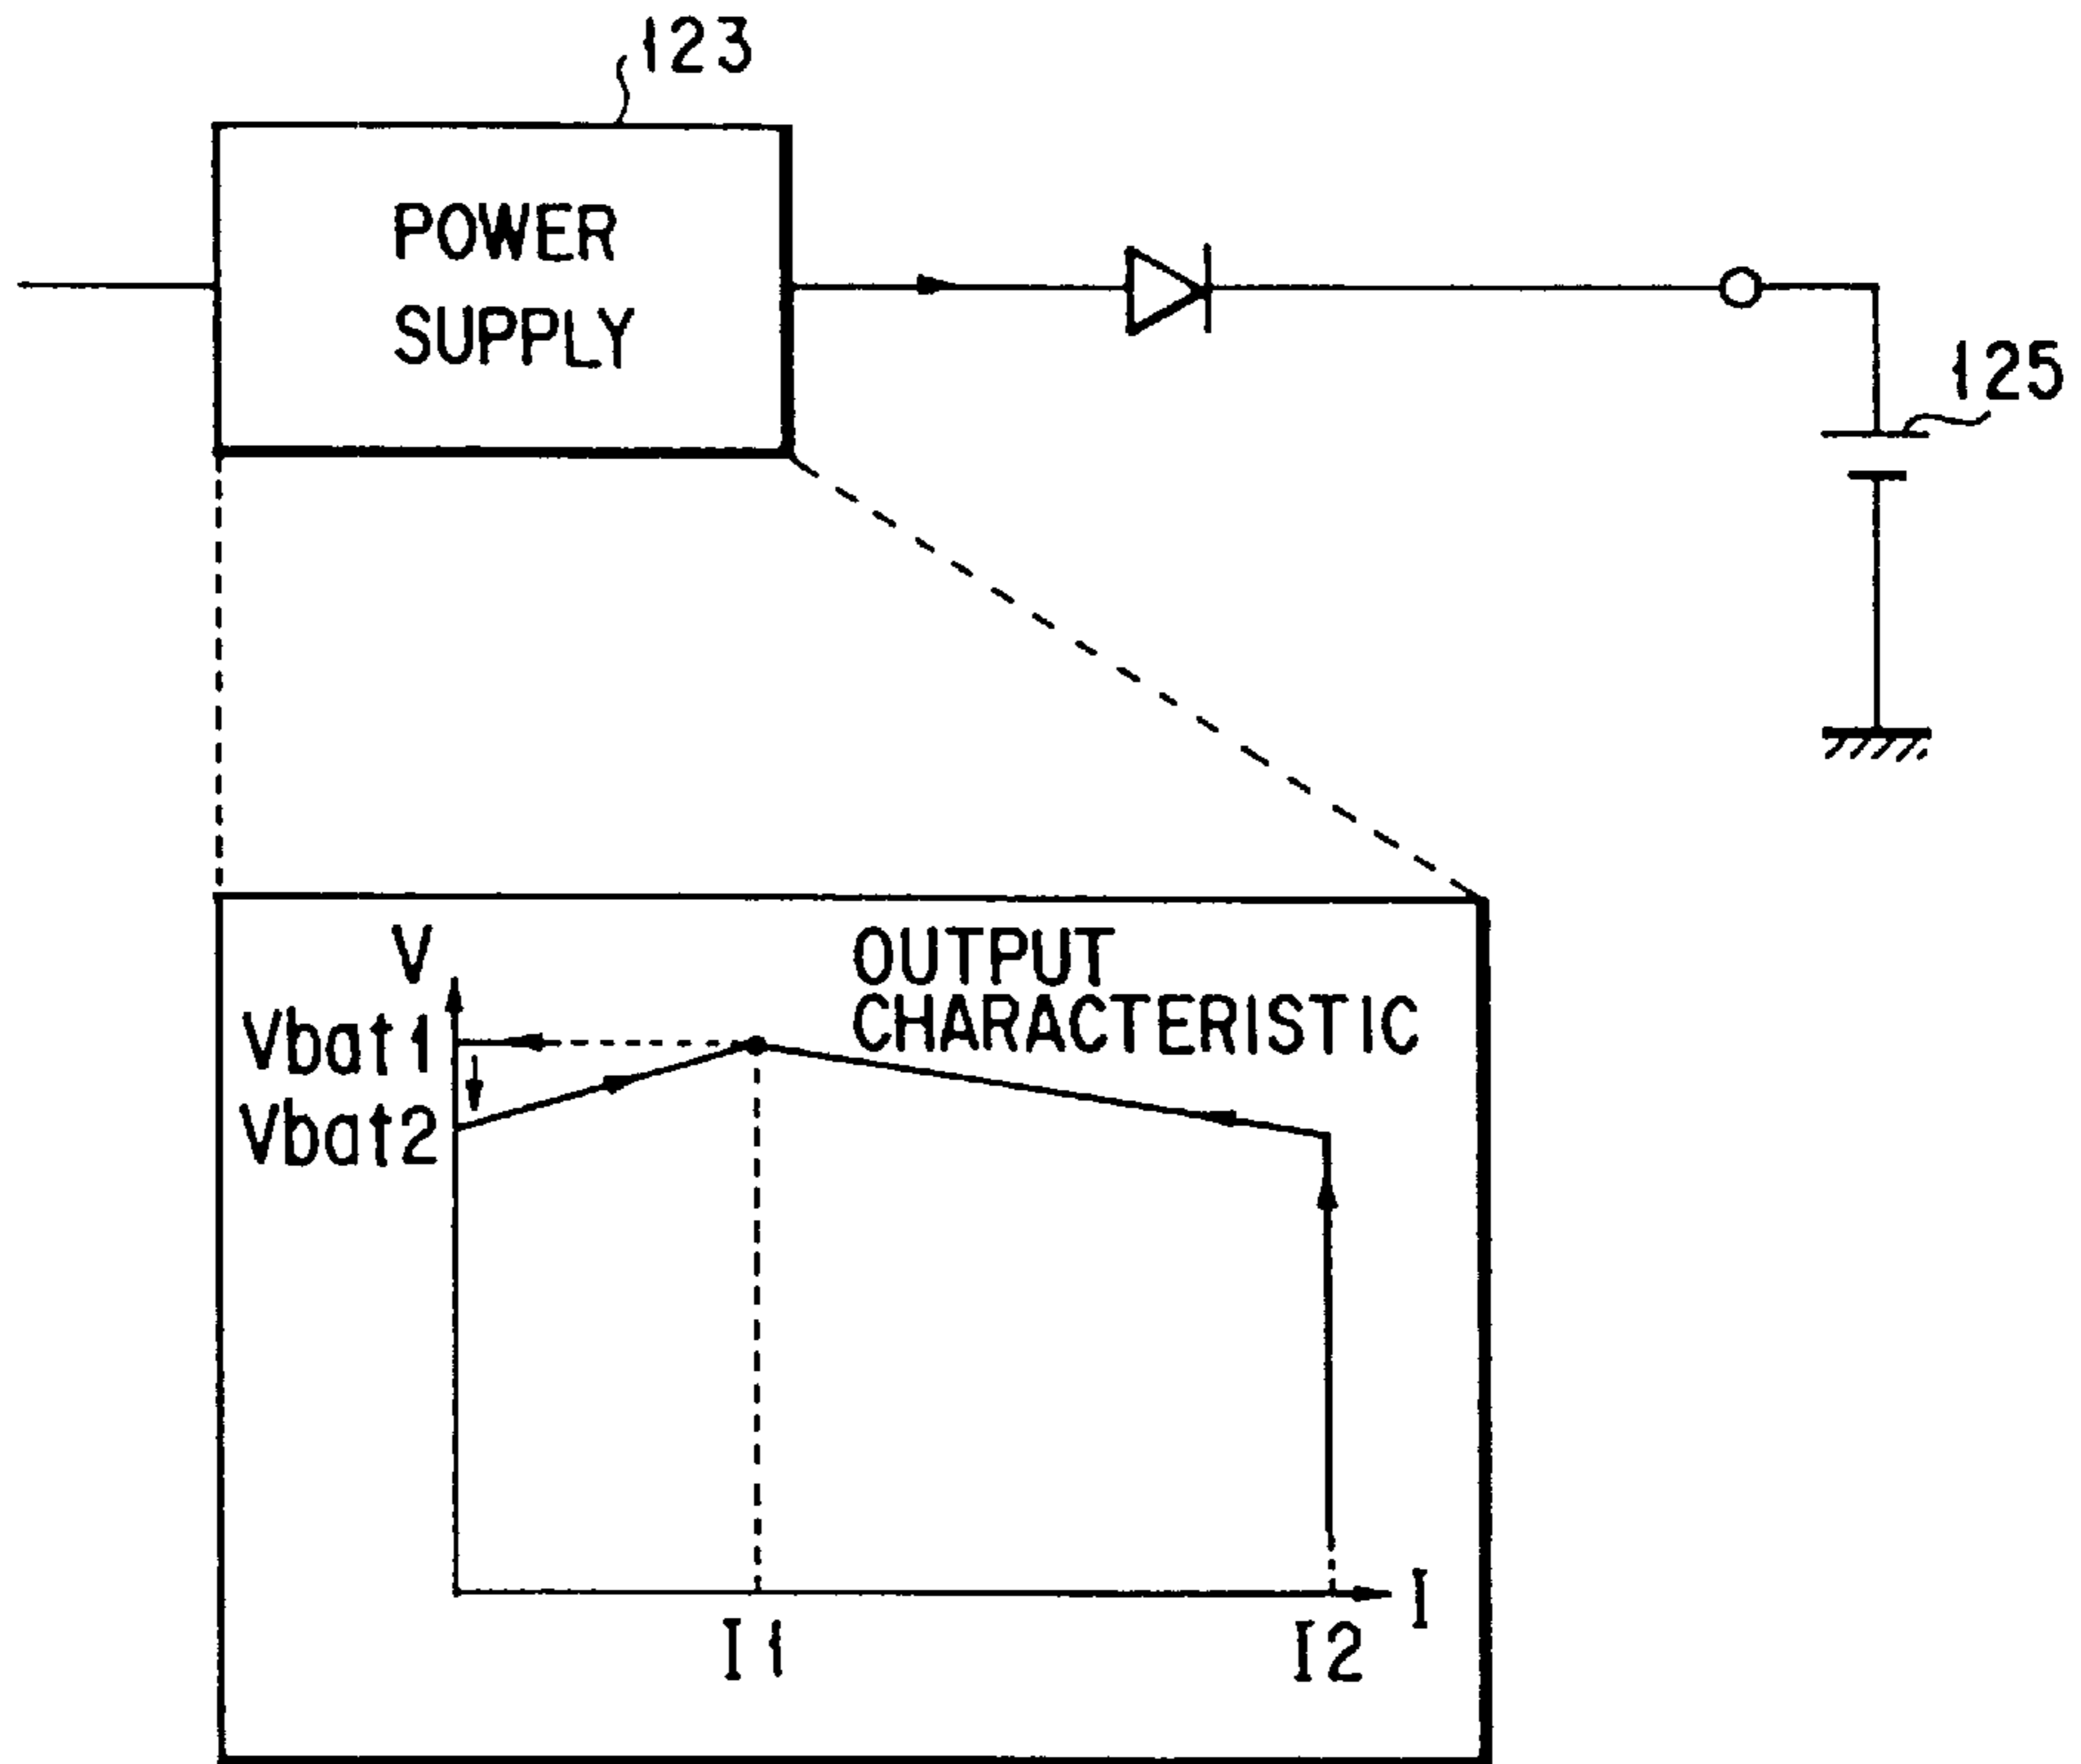 123
POWER
SUPPLY
125
V
OUTPUT
CHARACTERISTIC
Vbat1
Vbat2
I
I1
I2